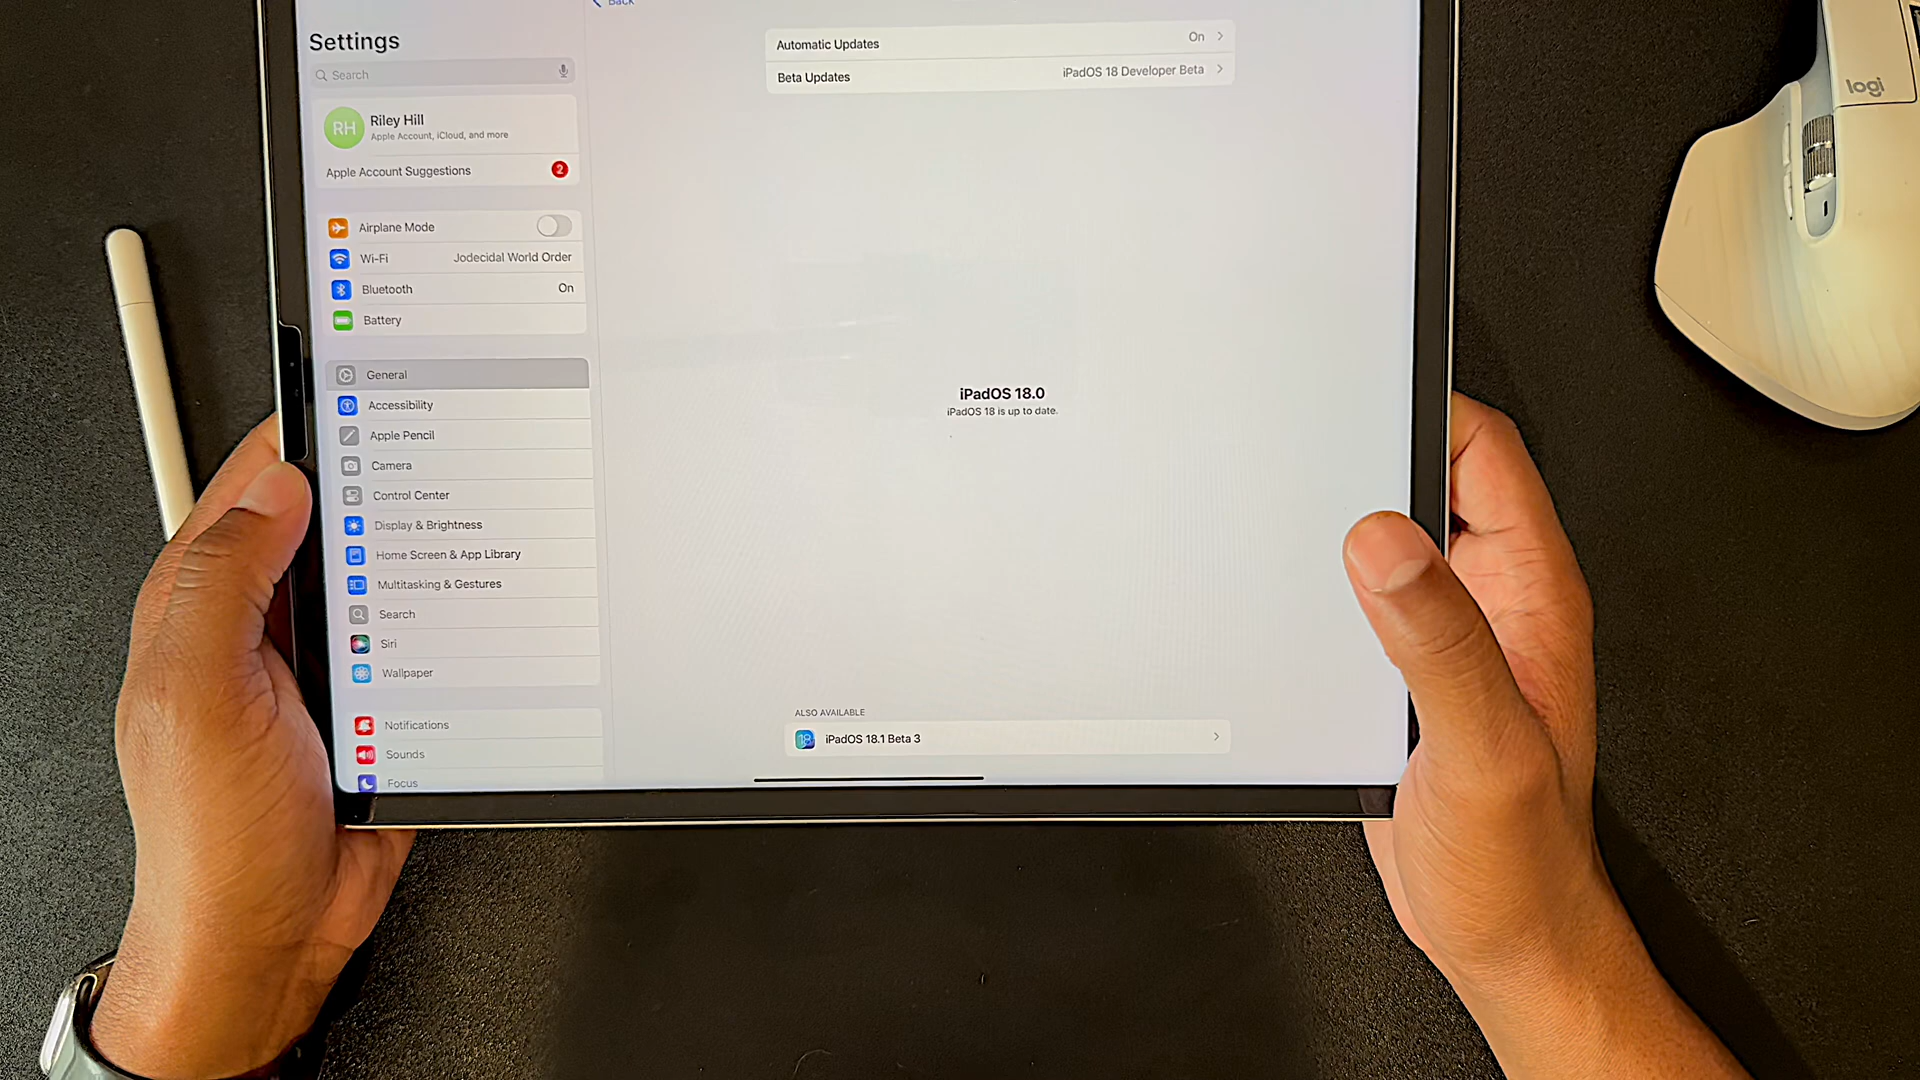 Back
Settings
Search
RH
Riley Hill
Apple Account, iCloud, and more
Apple Account Suggestions
2
Airplane Mode
Wi-Fi Jodecidal World Order
Bluetooth On
Battery
General
Accessibility
Apple Pencil
Camera
Control Center
Display & Brightness
Home Screen & App Library
Multitasking & Gestures
Search
Siri
Wallpaper
Notifications
Sounds
Focus
Automatic Updates On
Beta Updates iPadOS 18 Developer Beta
iPadOS 18.0
iPadOS 18 is up to date.
ALSO AVAILABLE
18
iPadOS 18.1 Beta 3
logi